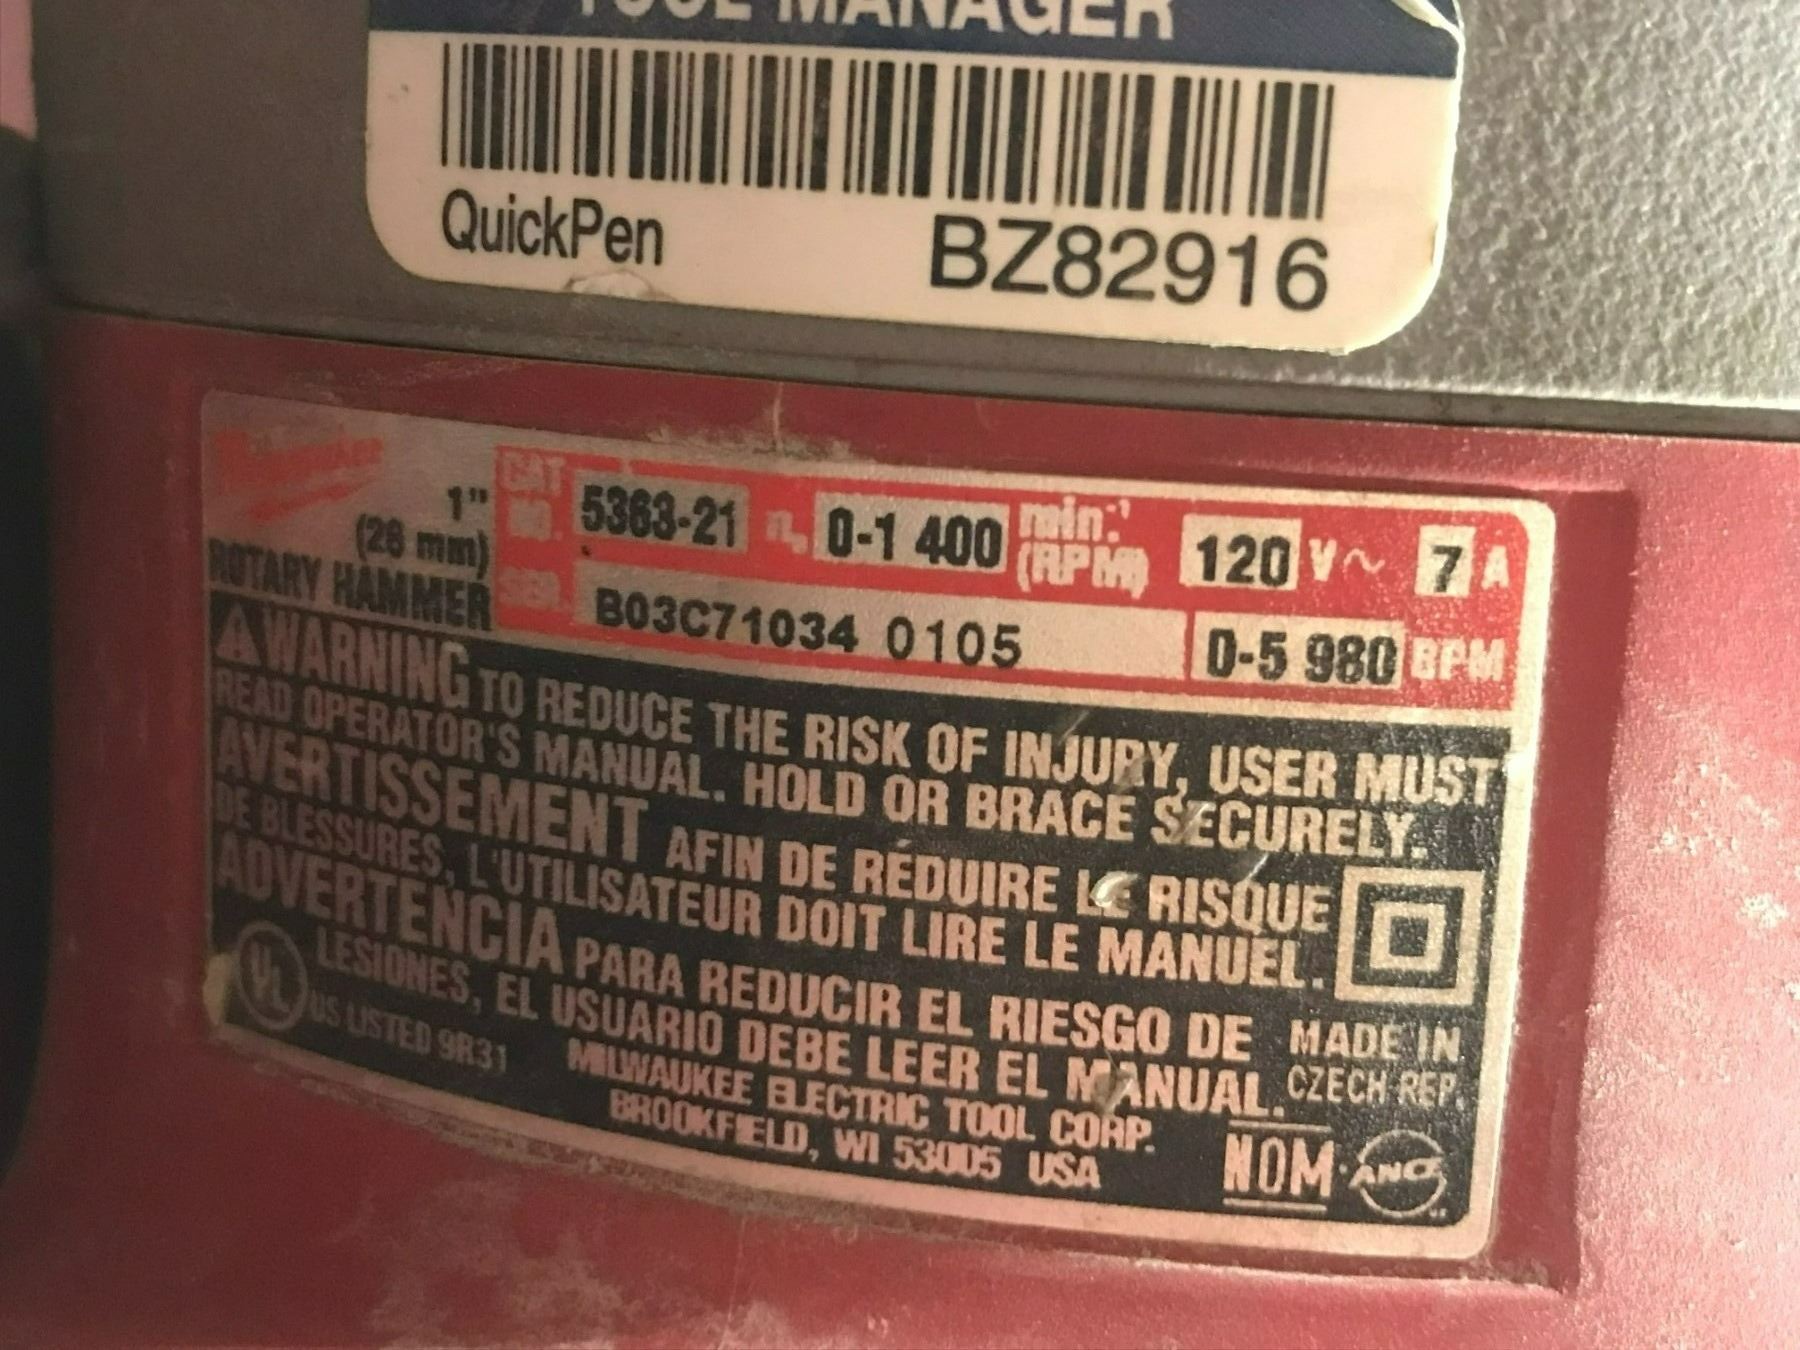 TOOL MANAGER
QuickPen BZ82916
Milwaukee
1"
(26 mm)
ROTARY HAMMER
CAT. NO. 5363-21 n₀ 0-1 400 min⁻¹ (RPM) 120 V~ 7 A
SER. B03C71034 0105 0-5 980 BPM
WARNING TO REDUCE THE RISK OF INJURY, USER MUST
READ OPERATOR'S MANUAL. HOLD OR BRACE SECURELY.
AVERTISSEMENT AFIN DE RÉDUIRE LE RISQUE
DE BLESSURES, L'UTILISATEUR DOIT LIRE LE MANUEL.
ADVERTENCIA PARA REDUCIR EL RIESGO DE
LESIONES, EL USUARIO DEBE LEER EL MANUAL.
MADE IN
CZECH REP.
UL US LISTED 9R31
MILWAUKEE ELECTRIC TOOL CORP.
BROOKFIELD, WI 53005 USA
NOM ANCE